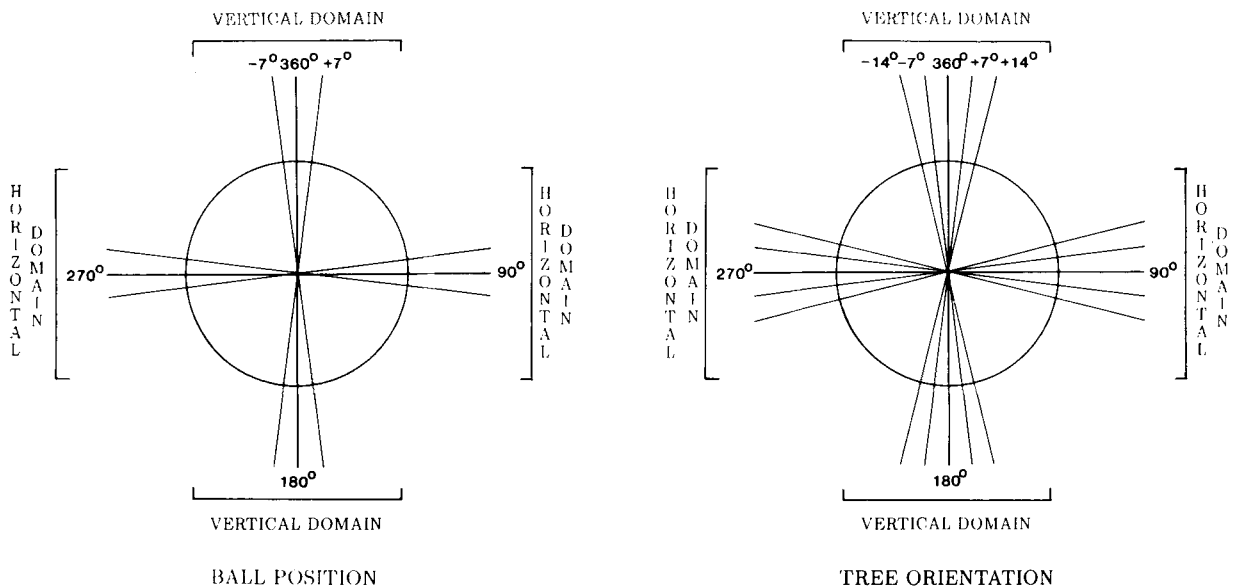 VERTICAL DOMAIN
-7° 360° +7°
HORIZONTAL
DOMAIN
270°
90°
HORIZONTAL
DOMAIN
180°
VERTICAL DOMAIN
BALL POSITION
VERTICAL DOMAIN
-14° -7° 360° +7° +14°
HORIZONTAL
DOMAIN
270°
90°
HORIZONTAL
DOMAIN
180°
VERTICAL DOMAIN
TREE ORIENTATION